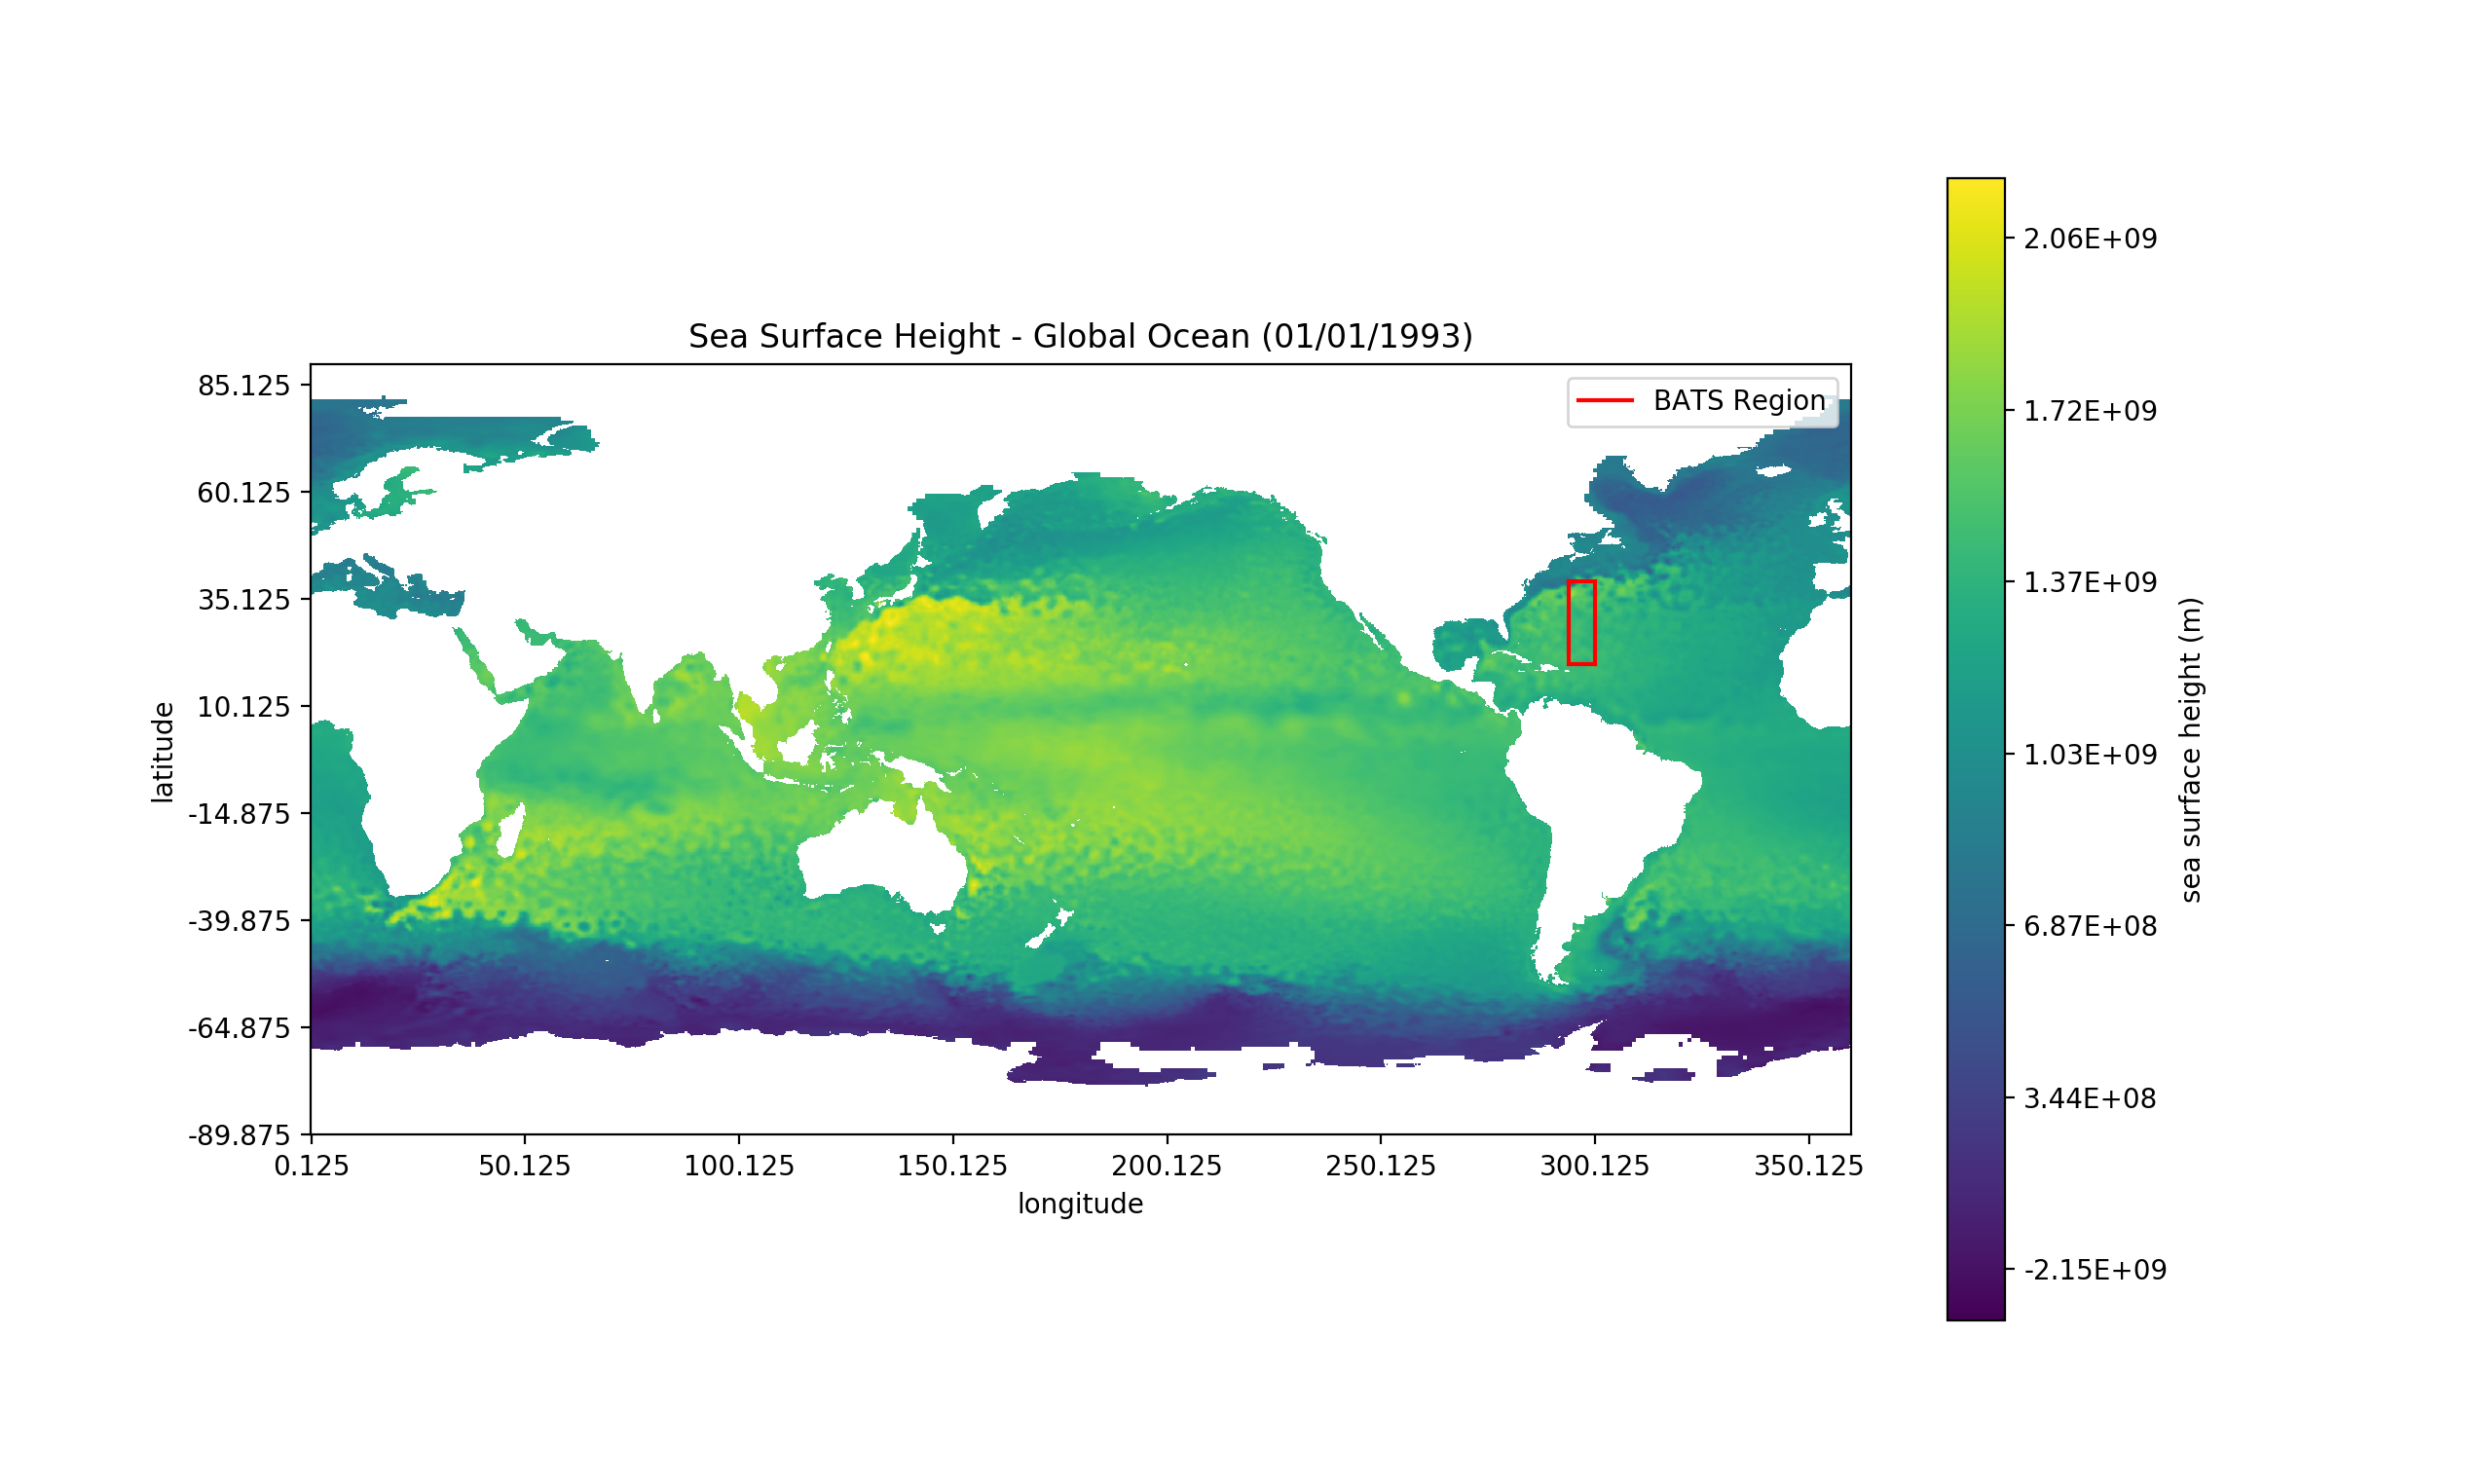 Sea Surface Height - Global Ocean (01/01/1993)
BATS Region
85.125
60.125
35.125
10.125
-14.875
-39.875
-64.875
-89.875
latitude
0.125 50.125 100.125 150.125 200.125 250.125 300.125 350.125
longitude
2.06E+09
1.72E+09
1.37E+09
1.03E+09
6.87E+08
3.44E+08
-2.15E+09
sea surface height (m)